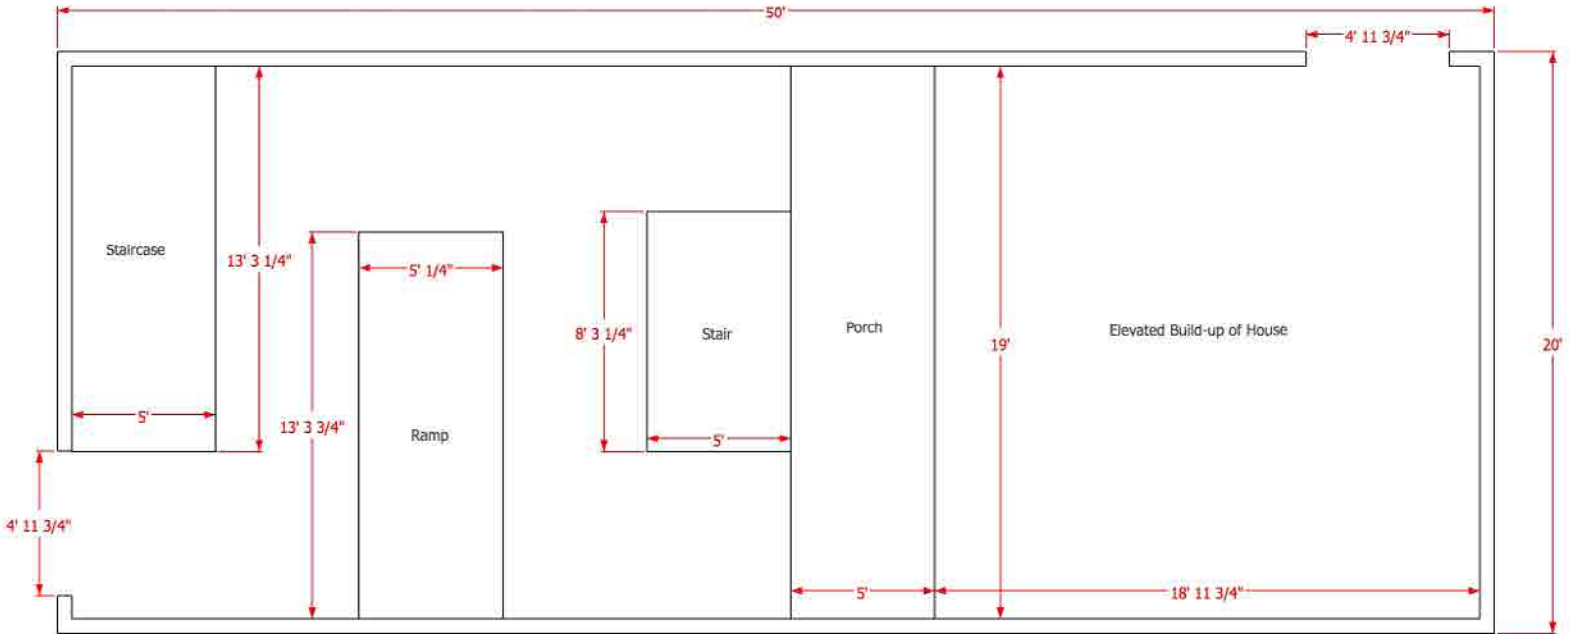 50'
4' 11 3/4"
Staircase
13' 3 1/4"
5' 1/4"
8' 3 1/4"
Stair
Porch
Elevated Build-up of House
19'
20'
5'
13' 3 3/4"
Ramp
5'
4' 11 3/4"
5'
18' 11 3/4"